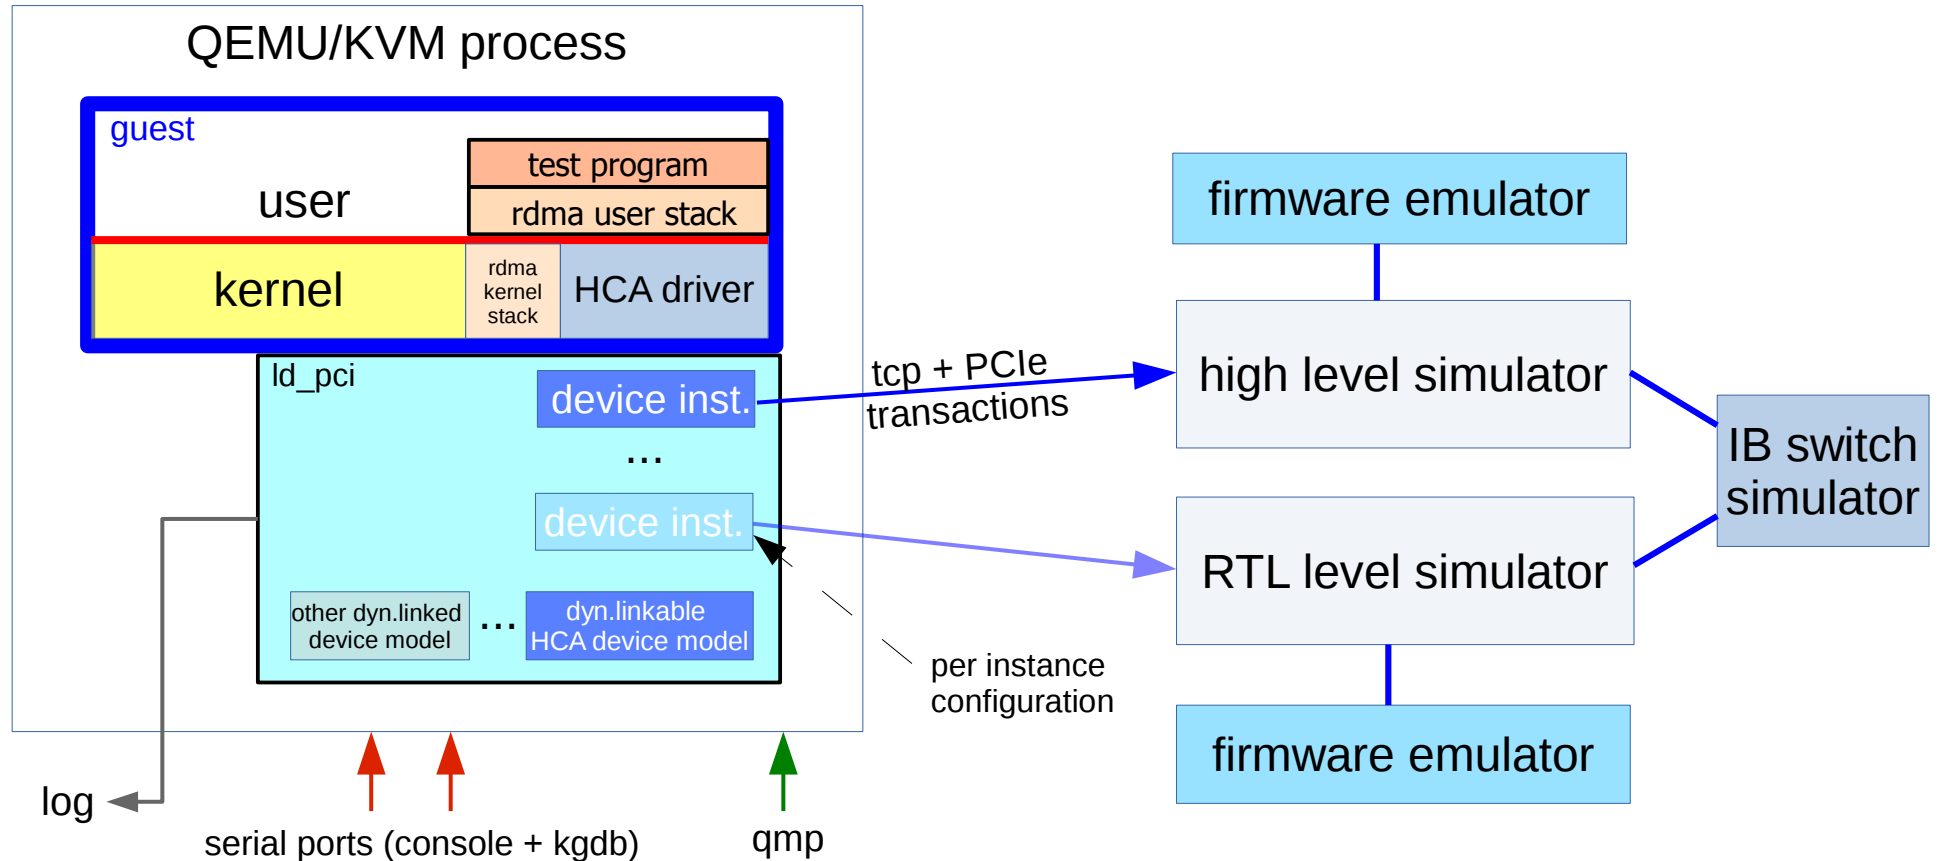 QEMU/KVM process
guest
test program
user
rdma user stack
kernel
rdma
kernel
stack
HCA driver
ld_pci
device inst.
...
device inst.
other dyn.linked
device model
...
dyn.linkable
HCA device model
tcp + PCIe
transactions
per instance
configuration
log
serial ports (console + kgdb)
qmp
firmware emulator
high level simulator
IB switch
simulator
RTL level simulator
firmware emulator